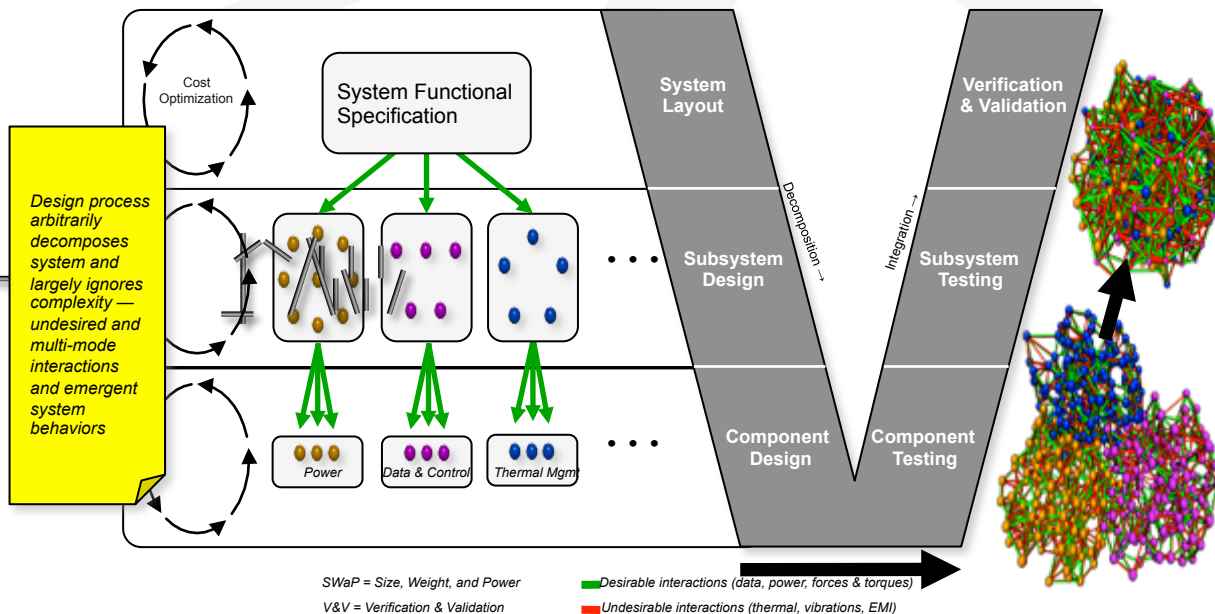 Cost
Optimization
System Functional
Specification
System
Layout
Verification
& Validation
Design process
arbitrarily
decomposes
system and
largely ignores
complexity —
undesired and
multi-mode
interactions
and emergent
system
behaviors
Decomposition →
Integration →
• • •
Subsystem
Design
Subsystem
Testing
Power
Data & Control
Thermal Mgmt
• • •
Component
Design
Component
Testing
SWaP = Size, Weight, and Power
Desirable interactions (data, power, forces & torques)
V&V = Verification & Validation
Undesirable interactions (thermal, vibrations, EMI)